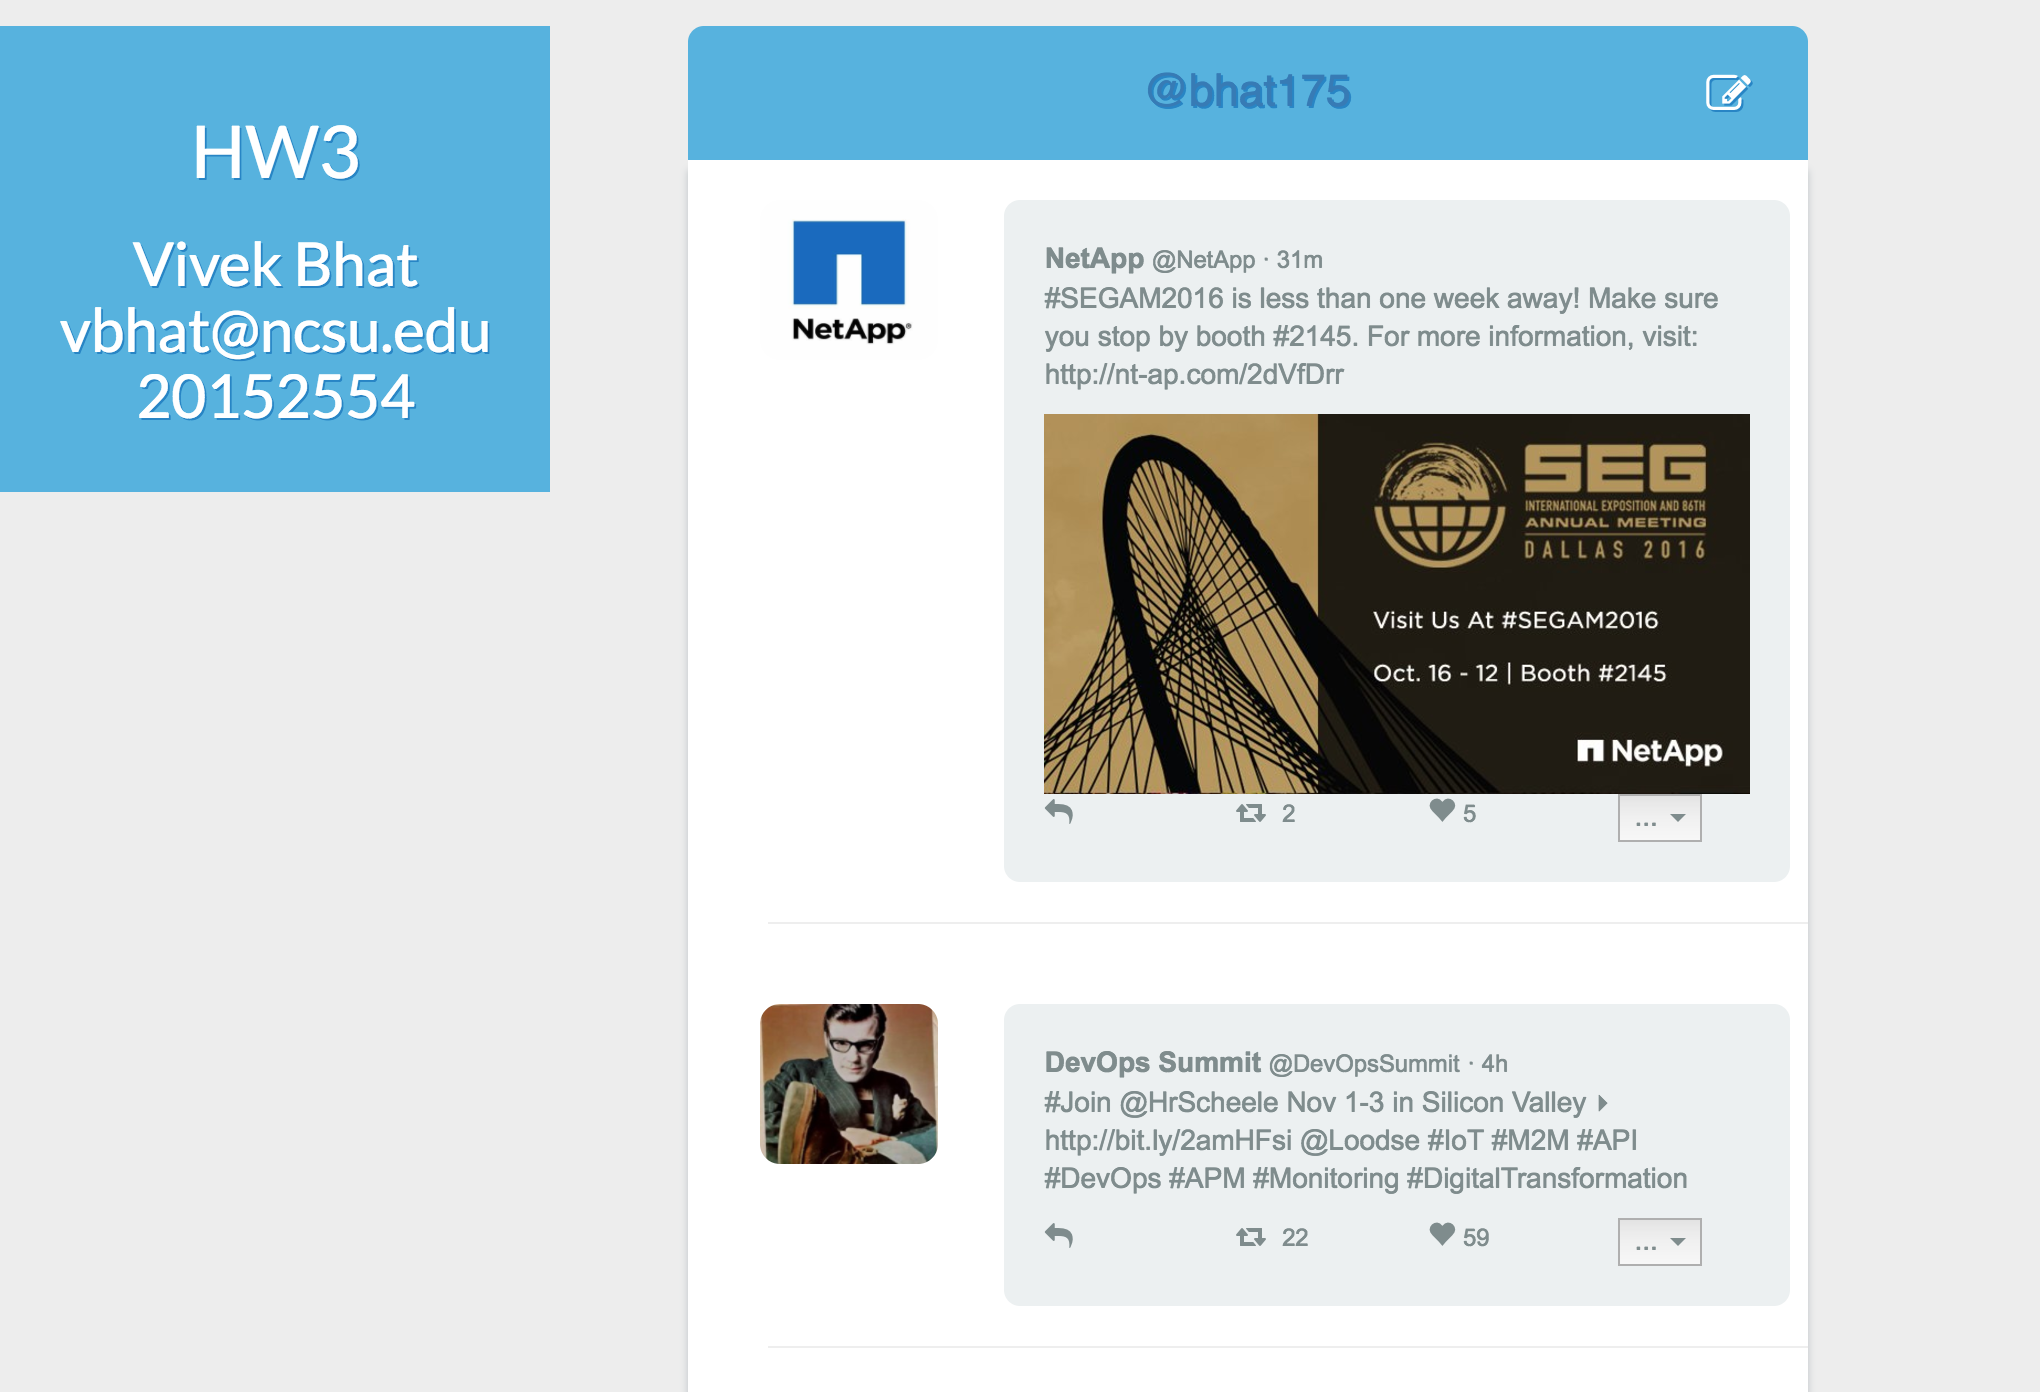 HW3
Vivek Bhat
vbhat@ncsu.edu
20152554
@bhat175
NetApp
NetApp @NetApp · 31m
#SEGAM2016 is less than one week away! Make sure
you stop by booth #2145. For more information, visit:
http://nt-ap.com/2dVfDrr
SEG
INTERNATIONAL EXPOSITION AND 86TH
ANNUAL MEETING
DALLAS 2016
Visit Us At #SEGAM2016
Oct. 16 - 12 | Booth #2145
NetApp
2 5 ...
DevOps Summit @DevOpsSummit · 4h
#Join @HrScheele Nov 1-3 in Silicon Valley
http://bit.ly/2amHFsi @Loodse #IoT #M2M #API
#DevOps #APM #Monitoring #DigitalTransformation
22 59 ...